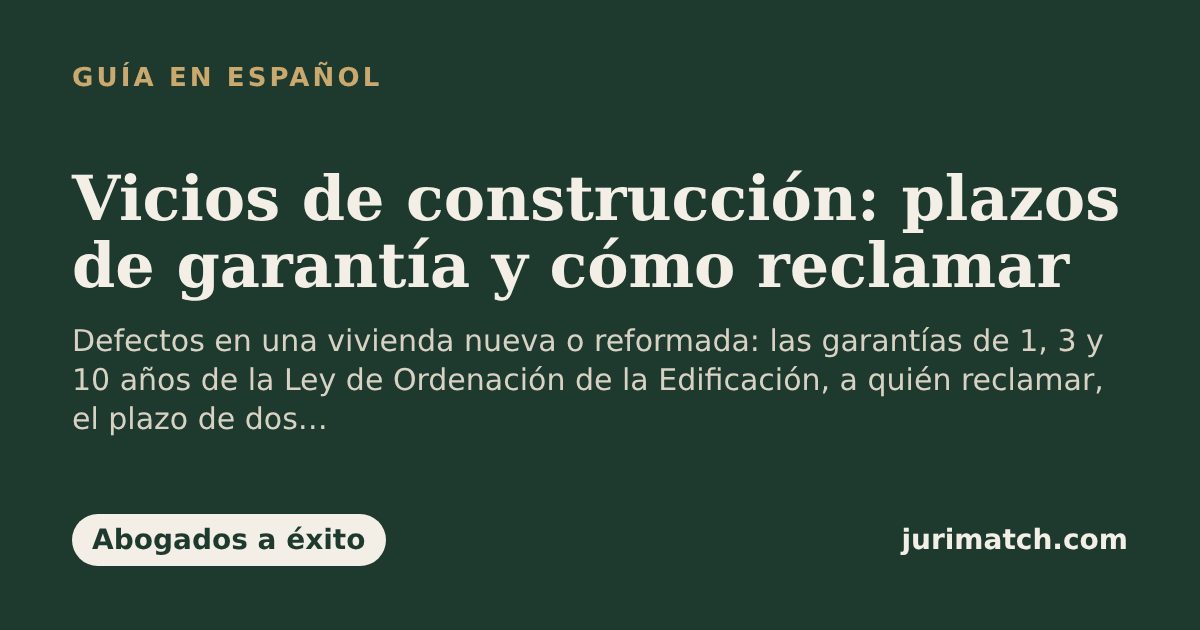 GUÍA EN ESPAÑOL
Vicios de construcción: plazos
de garantía y cómo reclamar
Defectos en una vivienda nueva o reformada: las garantías de 1, 3 y
10 años de la Ley de Ordenación de la Edificación, a quién reclamar,
el plazo de dos…
Abogados a éxito
jurimatch.com